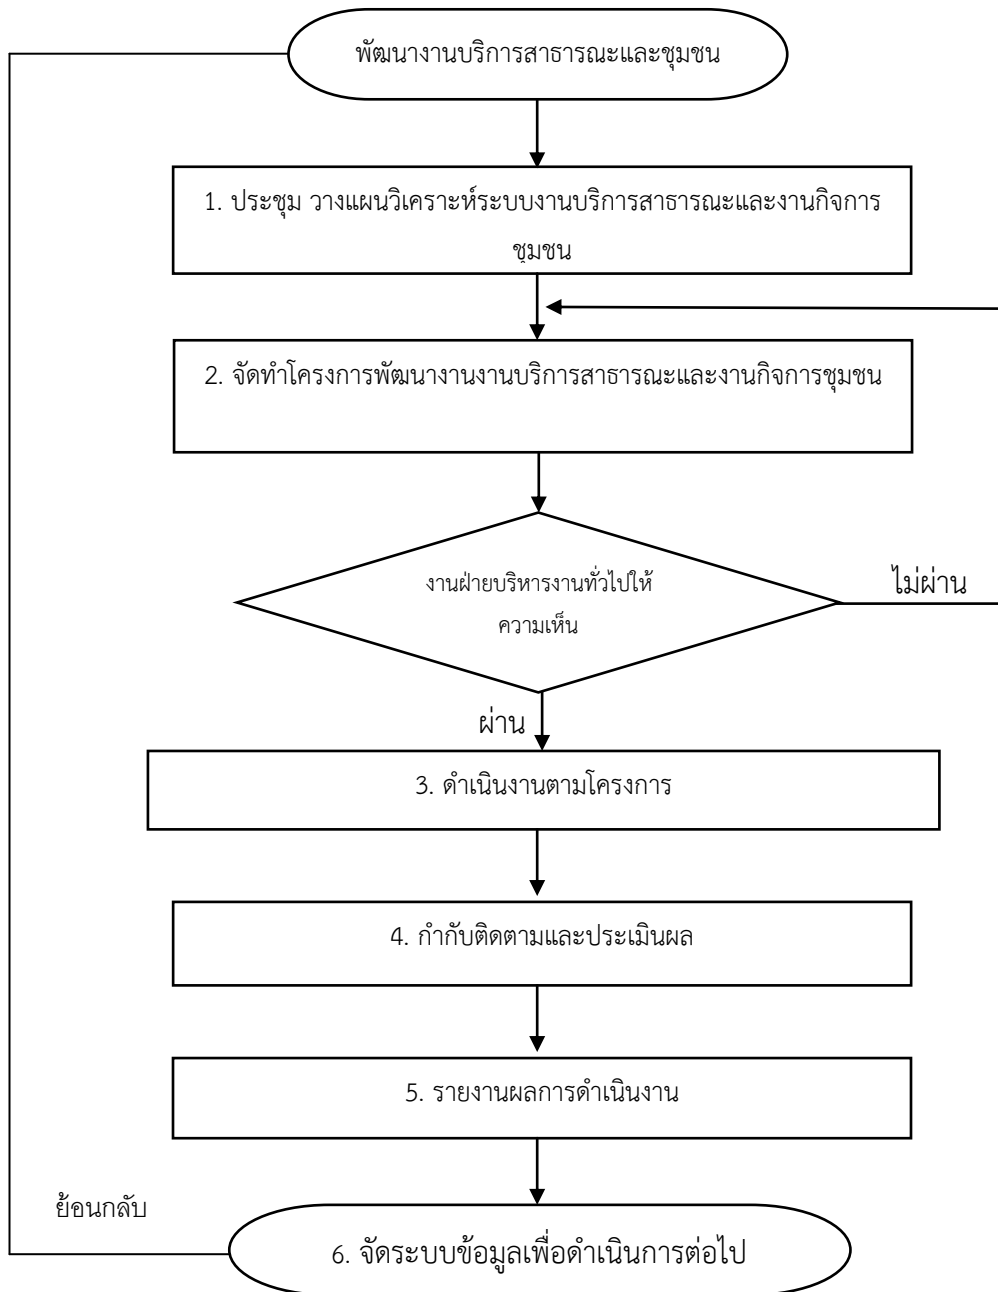 พัฒนางานบริการสาธารณะและชุมชน
1. ประชุม วางแผนวิเคราะห์ระบบงานบริการสาธารณะและงานกิจการ
ชุมชน
2. จัดทำโครงการพัฒนางานงานบริการสาธารณะและงานกิจการชุมชน
งานฝ่ายบริหารงานทั่วไปให้
ความเห็น
ไม่ผ่าน
ผ่าน
3. ดำเนินงานตามโครงการ
4. กำกับติดตามและประเมินผล
5. รายงานผลการดำเนินงาน
ย้อนกลับ
6. จัดระบบข้อมูลเพื่อดำเนินการต่อไป